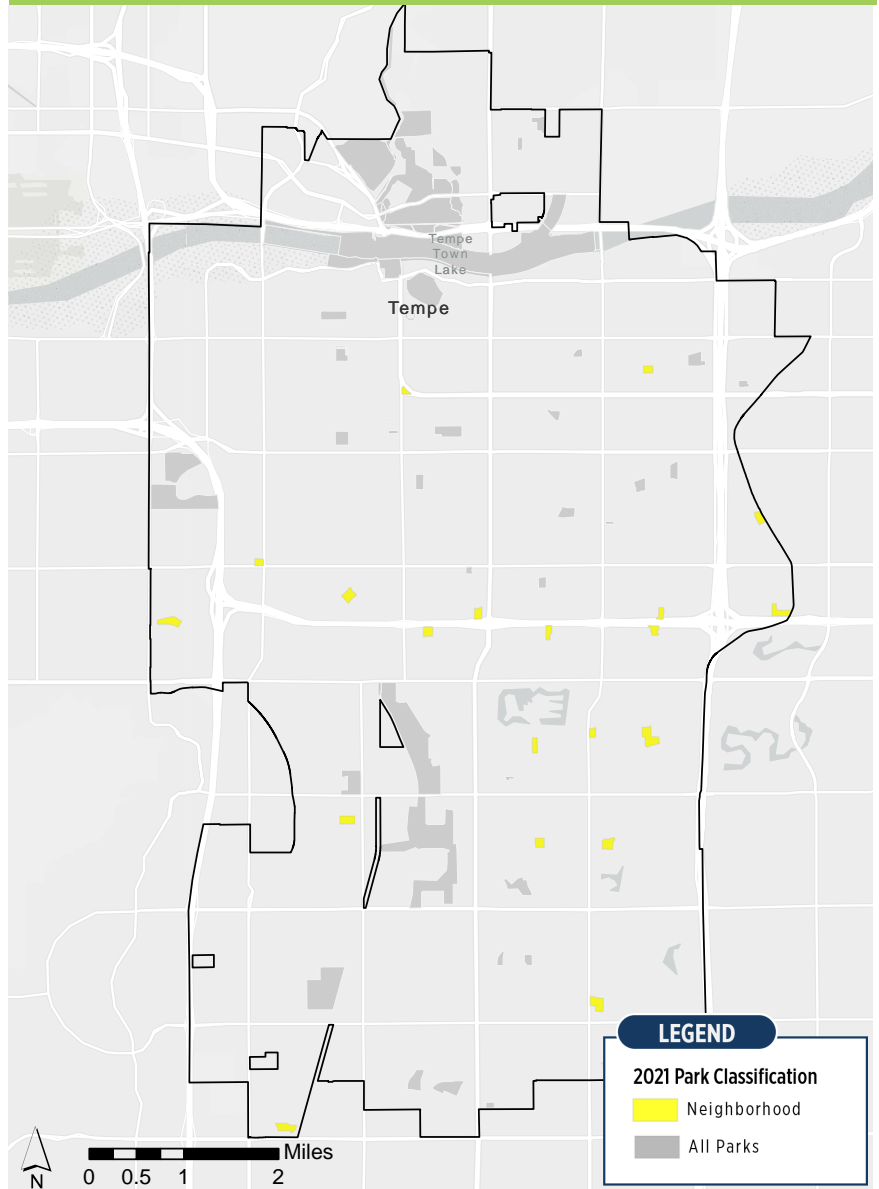 Tempe
Town
Lake
Tempe
LEGEND
2021 Park Classification
Neighborhood
All Parks
Miles
0 0.5 1 2
N